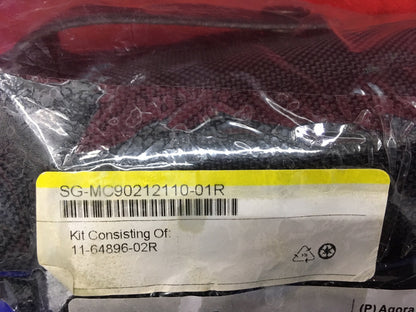 SG-MC90212110-01R
Kit Consisting Of:
11-64896-02R
(P) Agora